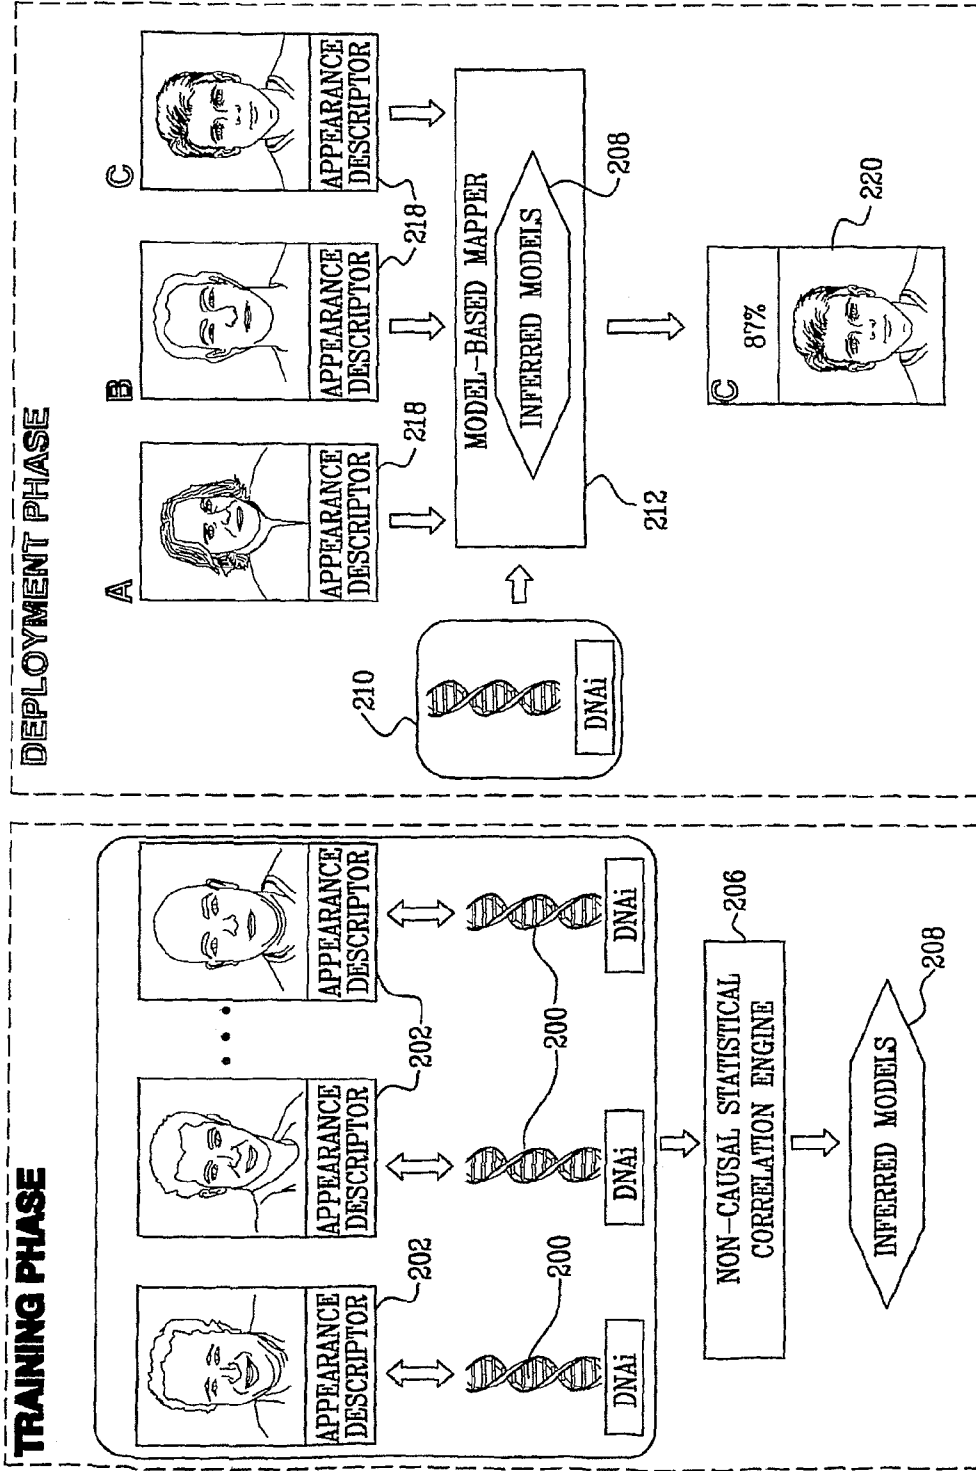 TRAINING PHASE
APPEARANCE
DESCRIPTOR
202
APPEARANCE
DESCRIPTOR
202
APPEARANCE
DESCRIPTOR
202
200
200
DNAi
DNAi
DNAi
NON-CAUSAL STATISTICAL
CORRELATION ENGINE
206
INFERRED MODELS
208
DEPLOYMENT PHASE
A
B
C
APPEARANCE
DESCRIPTOR
218
APPEARANCE
DESCRIPTOR
218
APPEARANCE
DESCRIPTOR
218
210
DNAi
MODEL-BASED MAPPER
INFERRED MODELS
208
212
C
87%
220